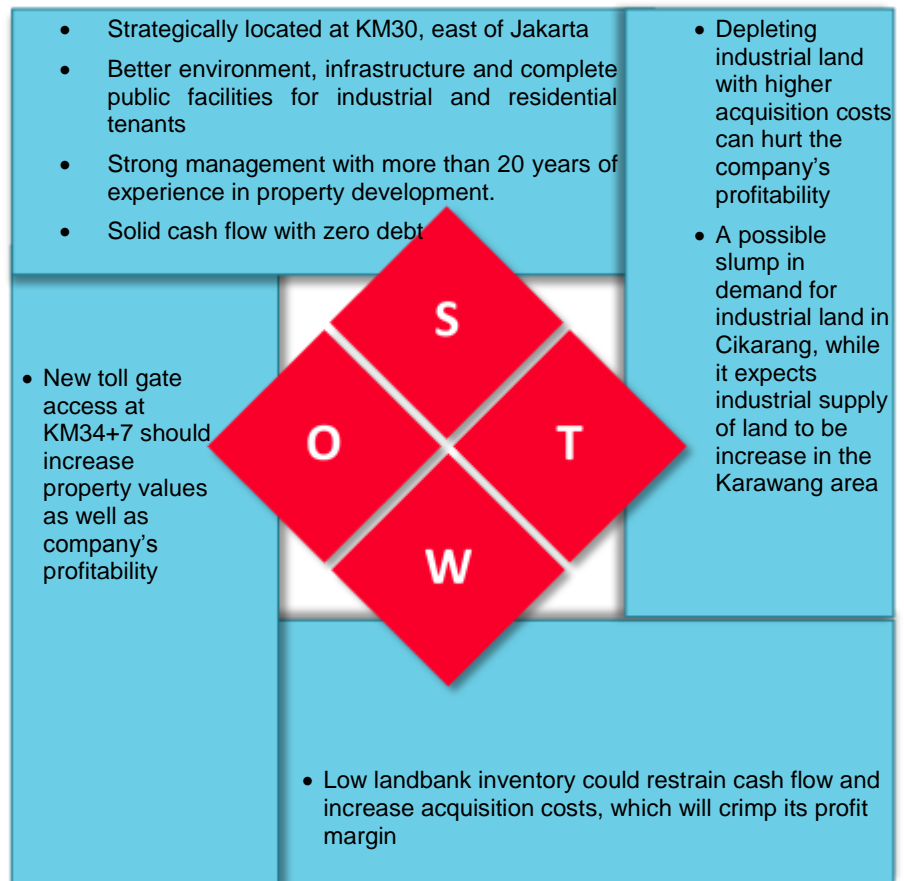 • Strategically located at KM30, east of Jakarta
• Better environment, infrastructure and complete
public facilities for industrial and residential
tenants
• Strong management with more than 20 years of
experience in property development.
• Solid cash flow with zero debt
• Depleting
industrial land
with higher
acquisition costs
can hurt the
company’s
profitability
• A possible
slump in
demand for
industrial land in
Cikarang, while
it expects
industrial supply
of land to be
increase in the
Karawang area
S
O
T
W
• New toll gate
access at
KM34+7 should
increase
property values
as well as
company’s
profitability
• Low landbank inventory could restrain cash flow and
increase acquisition costs, which will crimp its profit
margin